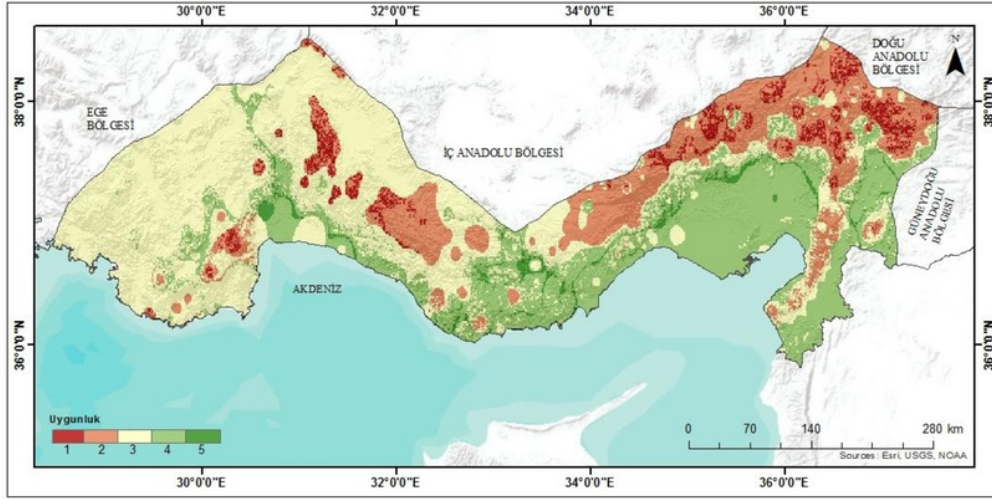 30°0'0"E
32°0'0"E
34°0'0"E
36°0'0"E
N
DOĞU
ANADOLU
BÖLGESİ
38°0'0"N
38°0'0"N
EGE
BÖLGESİ
İÇ ANADOLU BÖLGESİ
GÜNEYDOĞU
ANADOLU
BÖLGESİ
AKDENİZ
36°0'0"N
36°0'0"N
Uygunluk
1 2 3 4 5
0 70 140 280 km
Sources: Esri, USGS, NOAA
30°0'0"E
32°0'0"E
34°0'0"E
36°0'0"E